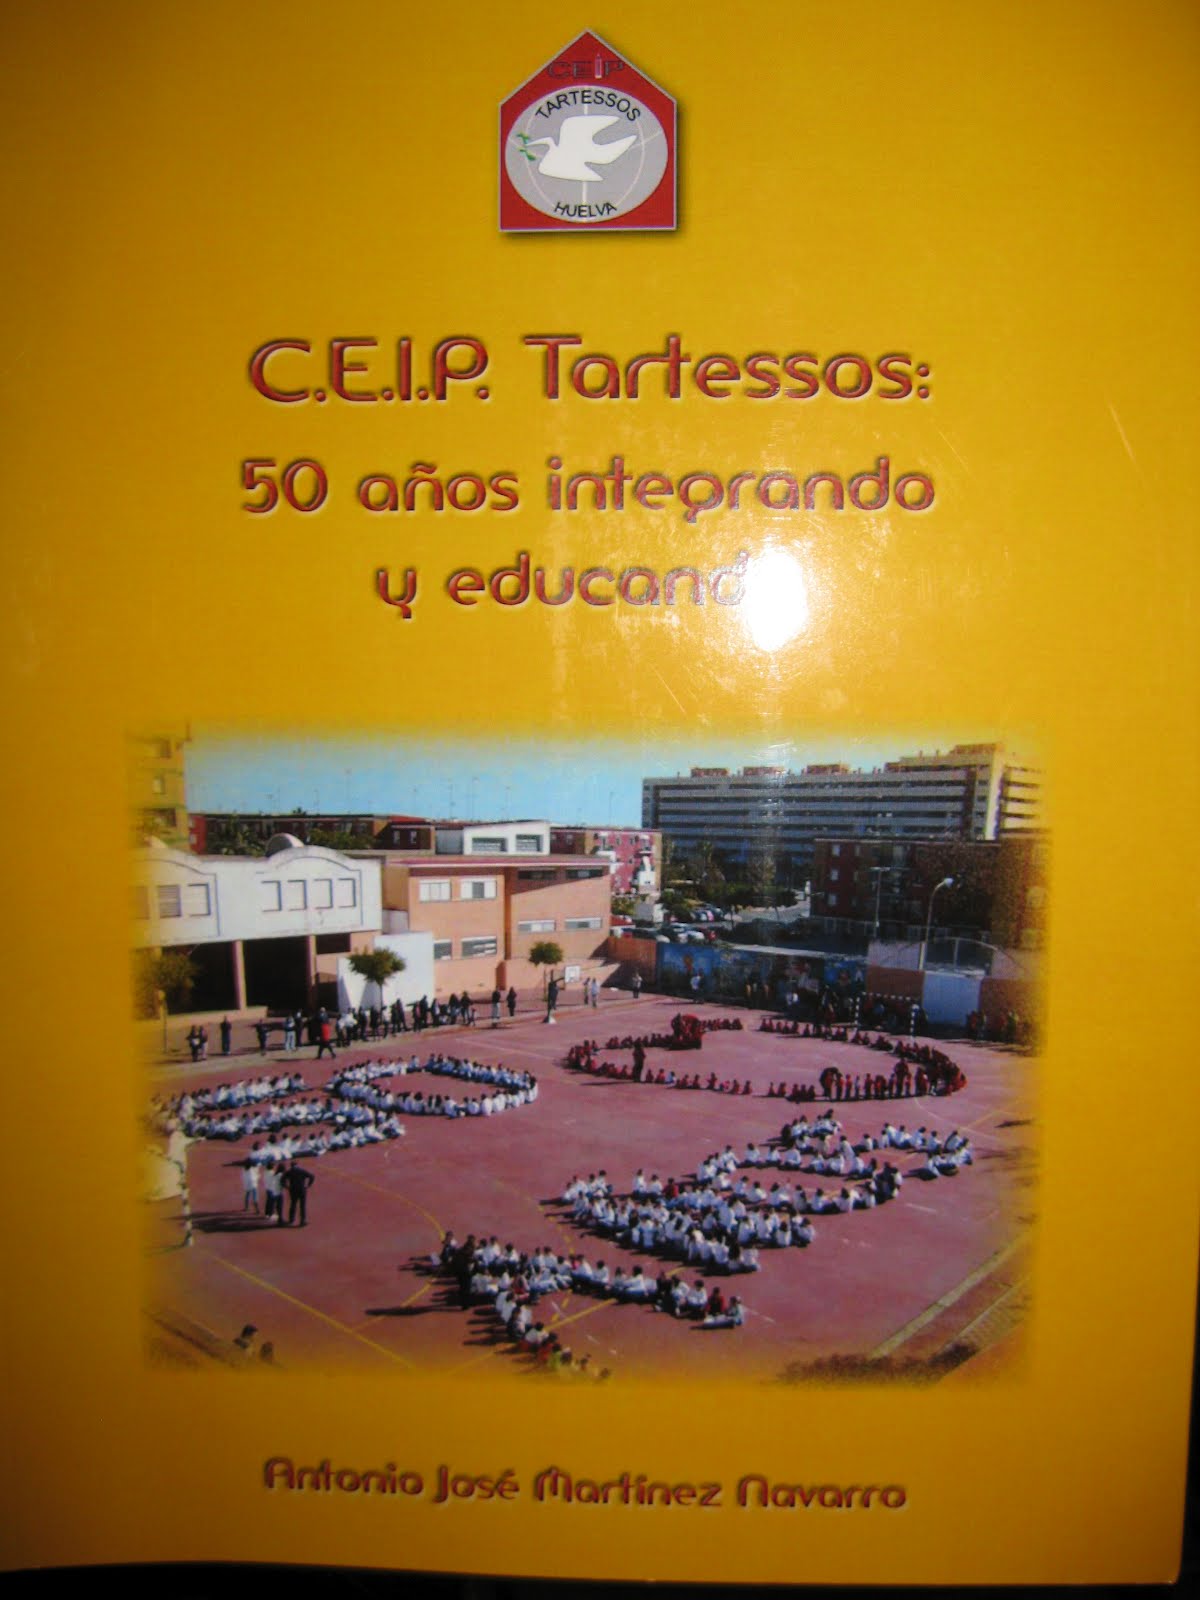 CEIP
TARTESSOS
HUELVA
C.E.I.P. Tartessos:
50 años integrando
y educand
Antonio José Martínez Navarro